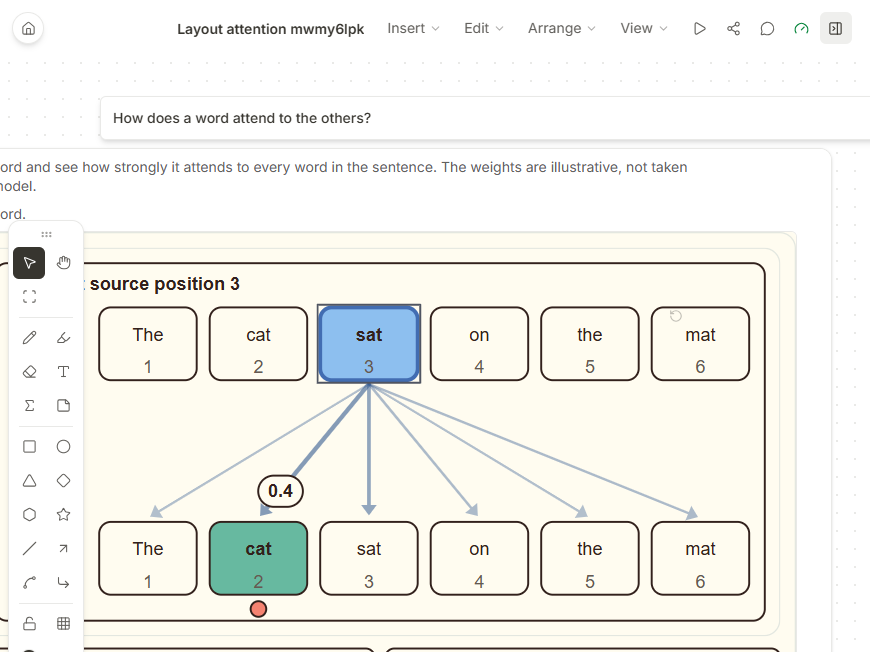 Layout attention mwmy6lpk Insert Edit Arrange View
How does a word attend to the others?
ord and see how strongly it attends to every word in the sentence. The weights are illustrative, not taken
model.
ord.
source position 3
The cat sat on the mat
1 2 3 4 5 6
0.4
The cat sat on the mat
1 2 3 4 5 6